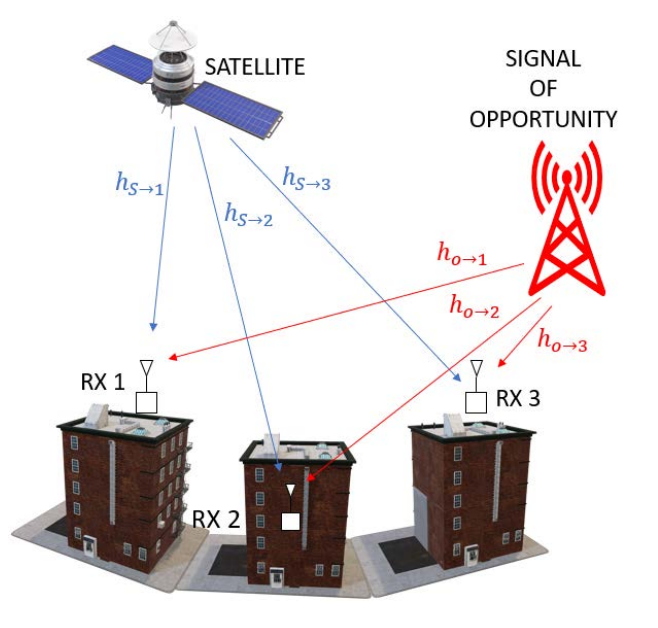 SATELLITE
SIGNAL
OF
OPPORTUNITY
h_{S→1}
h_{S→2}
h_{S→3}
h_{o→1}
h_{o→2}
h_{o→3}
RX 1
RX 3
RX 2